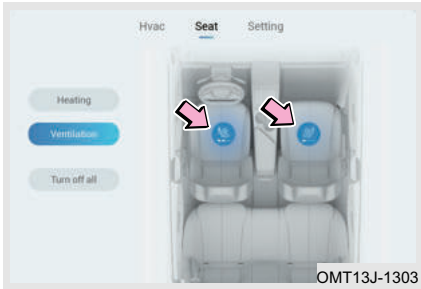 Hvac Seat Setting
Heating
Ventilation
Turn off all
OMT13J-1303